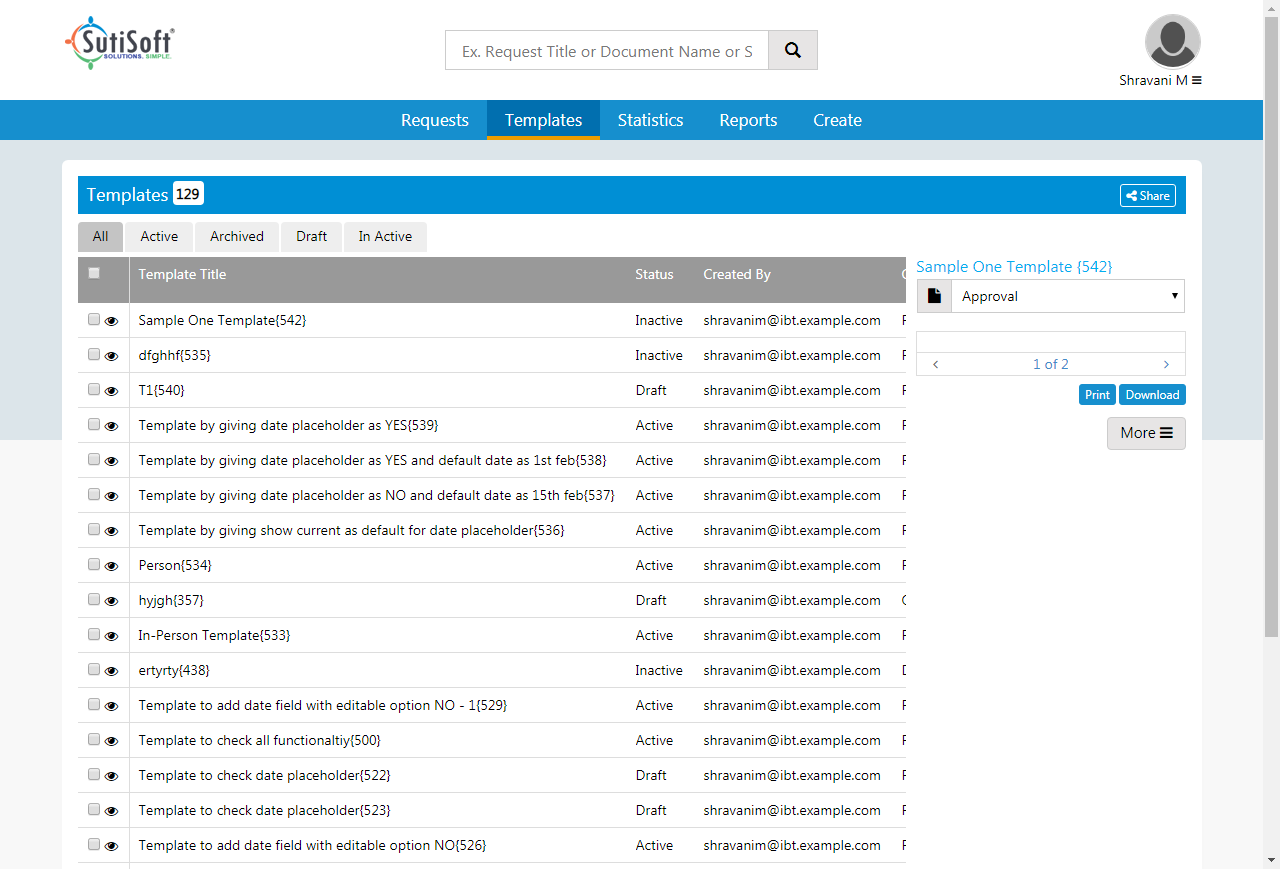 SutiSoft®
SOLUTIONS. SIMPLE.
Ex. Request Title or Document Name or S
Shravani M
Requests Templates Statistics Reports Create
Templates 129
Share
All Active Archived Draft In Active
Template Title Status Created By
Sample One Template{542} Inactive shravanim@ibt.example.com
dfghhf{535} Inactive shravanim@ibt.example.com
T1{540} Draft shravanim@ibt.example.com
Template by giving date placeholder as YES{539} Active shravanim@ibt.example.com
Template by giving date placeholder as YES and default date as 1st feb{538} Active shravanim@ibt.example.com
Template by giving date placeholder as NO and default date as 15th feb{537} Active shravanim@ibt.example.com
Template by giving show current as default for date placeholder{536} Active shravanim@ibt.example.com
Person{534} Active shravanim@ibt.example.com
hyjgh{357} Draft shravanim@ibt.example.com
In-Person Template{533} Active shravanim@ibt.example.com
ertyrty{438} Inactive shravanim@ibt.example.com
Template to add date field with editable option NO - 1{529} Active shravanim@ibt.example.com
Template to check all functionaltiy{500} Active shravanim@ibt.example.com
Template to check date placeholder{522} Draft shravanim@ibt.example.com
Template to check date placeholder{523} Draft shravanim@ibt.example.com
Template to add date field with editable option NO{526} Active shravanim@ibt.example.com
Sample One Template {542}
Approval
1 of 2
Print Download
More